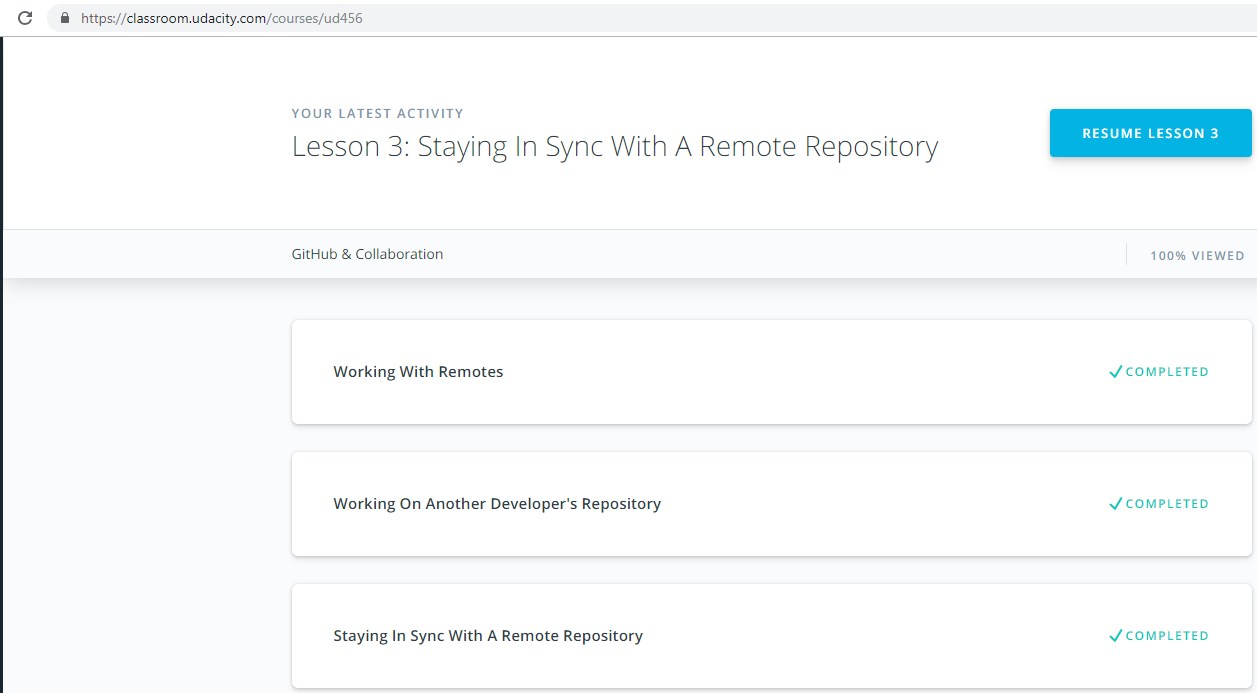 https://classroom.udacity.com/courses/ud456
YOUR LATEST ACTIVITY
Lesson 3: Staying In Sync With A Remote Repository
RESUME LESSON 3
GitHub & Collaboration
100% VIEWED
Working With Remotes
COMPLETED
Working On Another Developer's Repository
COMPLETED
Staying In Sync With A Remote Repository
COMPLETED